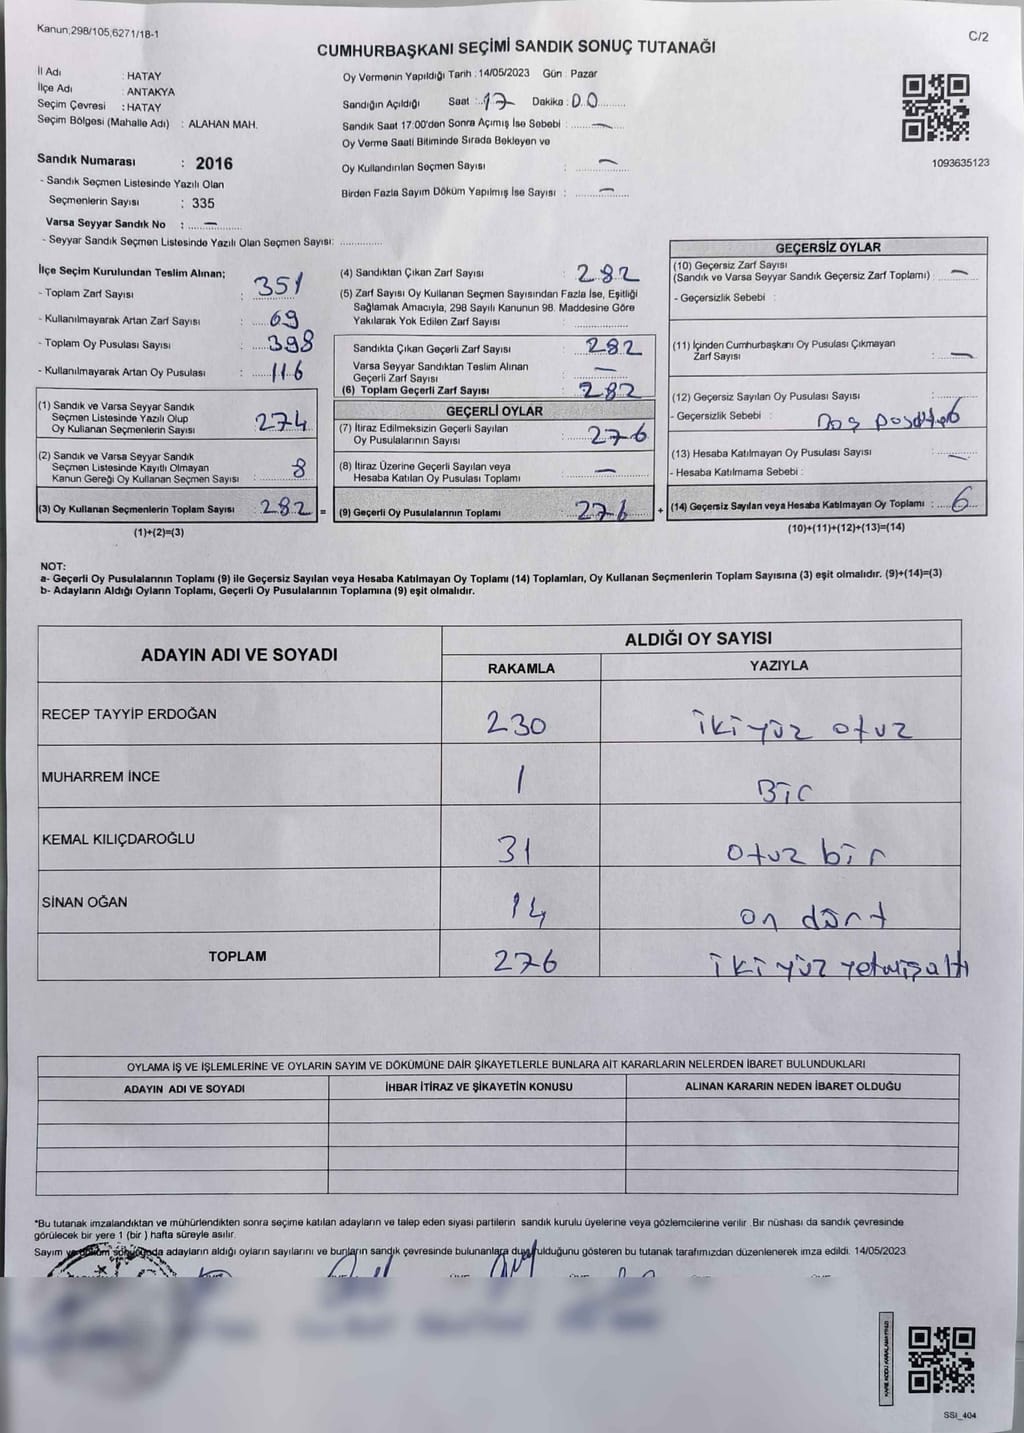 Kanun,298/105,6271/18-1
C/2
CUMHURBAŞKANI SEÇİMİ SANDIK SONUÇ TUTANAĞI
İl Adı : HATAY
İlçe Adı : ANTAKYA
Seçim Çevresi : HATAY
Seçim Bölgesi (Mahalle Adı) : ALAHAN MAH.
Sandık Numarası : 2016
- Sandık Seçmen Listesinde Yazılı Olan
Seçmenlerin Sayısı : 335
Varsa Seyyar Sandık No : —
- Seyyar Sandık Seçmen Listesinde Yazılı Olan Seçmen Sayısı:
Oy Vermenin Yapıldığı Tarih : 14/05/2023 Gün : Pazar
Sandığın Açıldığı Saat : 17 Dakika : 00
Sandık Saat 17:00'den Sonra Açımış İse Sebebi : —
Oy Verme Saati Bitiminde Sırada Bekleyen ve
Oy Kullandırılan Seçmen Sayısı : —
Birden Fazla Sayım Döküm Yapılmış İse Sayısı : —
1093635123
İlçe Seçim Kurulundan Teslim Alınan;
- Toplam Zarf Sayısı : 351
- Kullanılmayarak Artan Zarf Sayısı : 69
- Toplam Oy Pusulası Sayısı : 398
- Kullanılmayarak Artan Oy Pusulası : 116
(1) Sandık ve Varsa Seyyar Sandık
Seçmen Listesinde Yazılı Olup
Oy Kullanan Seçmenlerin Sayısı : 274
(2) Sandık ve Varsa Seyyar Sandık
Seçmen Listesinde Kayıtlı Olmayan
Kanun Gereği Oy Kullanan Seçmen Sayısı : 8
(3) Oy Kullanan Seçmenlerin Toplam Sayısı : 282 =
(1)+(2)=(3)
(4) Sandıktan Çıkan Zarf Sayısı : 282
(5) Zarf Sayısı Oy Kullanan Seçmen Sayısından Fazla İse, Eşitliği
Sağlamak Amacıyla, 298 Sayılı Kanunun 98. Maddesine Göre
Yakılarak Yok Edilen Zarf Sayısı :
Sandıkta Çıkan Geçerli Zarf Sayısı : 282
Varsa Seyyar Sandıktan Teslim Alınan
Geçerli Zarf Sayısı : —
(6) Toplam Geçerli Zarf Sayısı : 282
GEÇERLİ OYLAR
(7) İtiraz Edilmeksizin Geçerli Sayılan
Oy Pusulalarının Sayısı : 276
(8) İtiraz Üzerine Geçerli Sayılan veya
Hesaba Katılan Oy Pusulası Toplamı : —
(9) Geçerli Oy Pusulalarının Toplamı : 276 +
GEÇERSİZ OYLAR
(10) Geçersiz Zarf Sayısı
(Sandık ve Varsa Seyyar Sandık Geçersiz Zarf Toplamı) : —
- Geçersizlik Sebebi :
(11) İçinden Cumhurbaşkanı Oy Pusulası Çıkmayan
Zarf Sayısı : —
(12) Geçersiz Sayılan Oy Pusulası Sayısı :
- Geçersizlik Sebebi : 6
(13) Hesaba Katılmayan Oy Pusulası Sayısı : —
- Hesaba Katılmama Sebebi :
(14) Geçersiz Sayılan veya Hesaba Katılmayan Oy Toplamı : 6
(10)+(11)+(12)+(13)=(14)
NOT:
a- Geçerli Oy Pusulalarının Toplamı (9) ile Geçersiz Sayılan veya Hesaba Katılmayan Oy Toplamı (14) Toplamları, Oy Kullanan Seçmenlerin Toplam Sayısına (3) eşit olmalıdır. (9)+(14)=(3)
b- Adayların Aldığı Oyların Toplamı, Geçerli Oy Pusulalarının Toplamına (9) eşit olmalıdır.
ADAYIN ADI VE SOYADI
ALDIĞI OY SAYISI
RAKAMLA YAZIYLA
RECEP TAYYİP ERDOĞAN 230 iki yüz otuz
MUHARREM İNCE 1 Bir
KEMAL KILIÇDAROĞLU 31 otuz bir
SİNAN OĞAN 14 on dört
TOPLAM 276 iki yüz yetmişaltı
OYLAMA İŞ VE İŞLEMLERİNE VE OYLARIN SAYIM VE DÖKÜMÜNE DAİR ŞİKAYETLERLE BUNLARA AİT KARARLARIN NELERDEN İBARET BULUNDUKLARI
ADAYIN ADI VE SOYADI İHBAR İTİRAZ VE ŞİKAYETİN KONUSU ALINAN KARARIN NEDEN İBARET OLDUĞU
*Bu tutanak imzalandıktan ve mühürlendikten sonra seçime katılan adayların ve talep eden siyasi partilerin sandık kurulu üyelerine veya gözlemcilerine verilir. Bir nüshası da sandık çevresinde
görülecek bir yere 1 (bir ) hafta süreyle asılır.
Sayım ve döküm sonucunda adayların aldığı oyların sayılarını ve bunların sandık çevresinde bulunanlara duyurulduğunu gösteren bu tutanak tarafımızdan düzenlenerek imza edildi. 14/05/2023
SSI_404